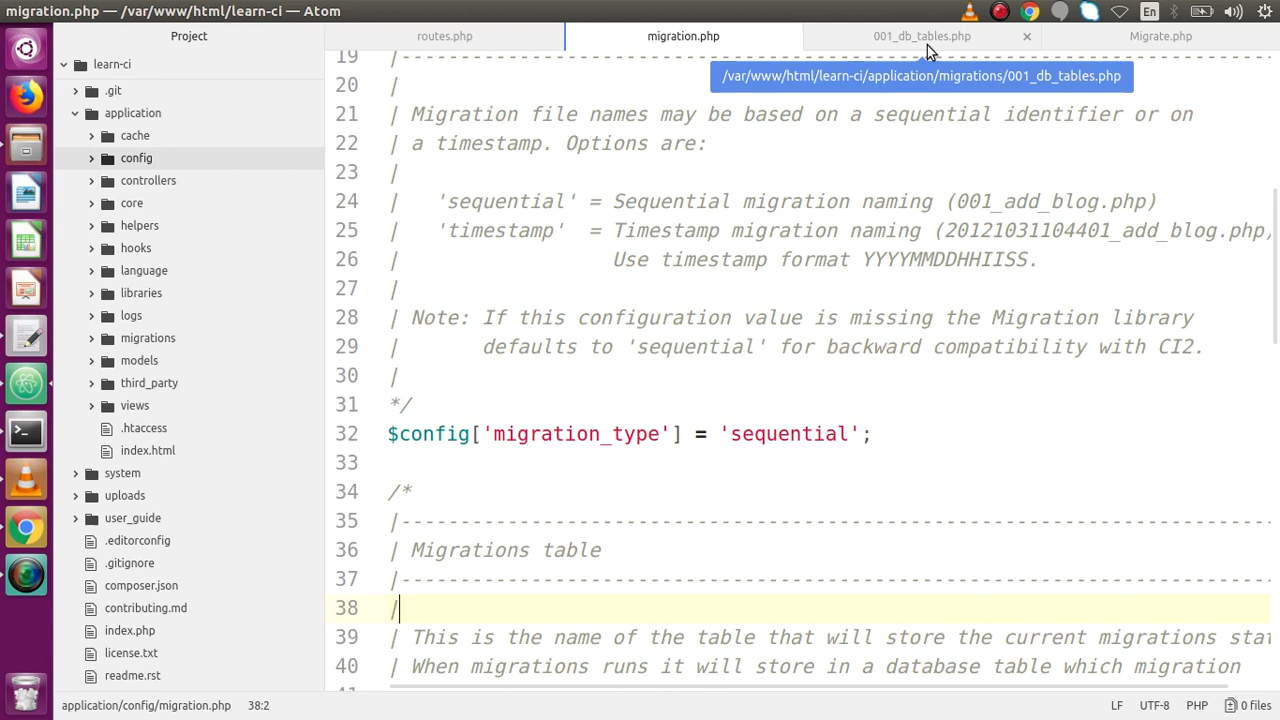 migration.php — /var/www/html/learn-ci — Atom
En
Project
routes.php
migration.php
001_db_tables.php
Migrate.php
/var/www/html/learn-ci/application/migrations/001_db_tables.php
learn-ci
.git
application
cache
config
controllers
core
helpers
hooks
language
libraries
logs
migrations
models
third_party
views
.htaccess
index.html
system
uploads
user_guide
.editorconfig
.gitignore
composer.json
contributing.md
index.php
license.txt
readme.rst
19 |--------------------------------------------------------------------------
20 |
21 | Migration file names may be based on a sequential identifier or on
22 | a timestamp. Options are:
23 |
24 |   'sequential' = Sequential migration naming (001_add_blog.php)
25 |   'timestamp'  = Timestamp migration naming (20121031104401_add_blog.php)
26 |                  Use timestamp format YYYYMMDDHHIISS.
27 |
28 | Note: If this configuration value is missing the Migration library
29 |       defaults to 'sequential' for backward compatibility with CI2.
30 |
31 */
32 $config['migration_type'] = 'sequential';
33
34 /*
35 |--------------------------------------------------------------------------
36 | Migrations table
37 |--------------------------------------------------------------------------
38 |
39 | This is the name of the table that will store the current migrations stat
40 | When migrations runs it will store in a database table which migration
application/config/migration.php 38:2
LF UTF-8 PHP 0 files